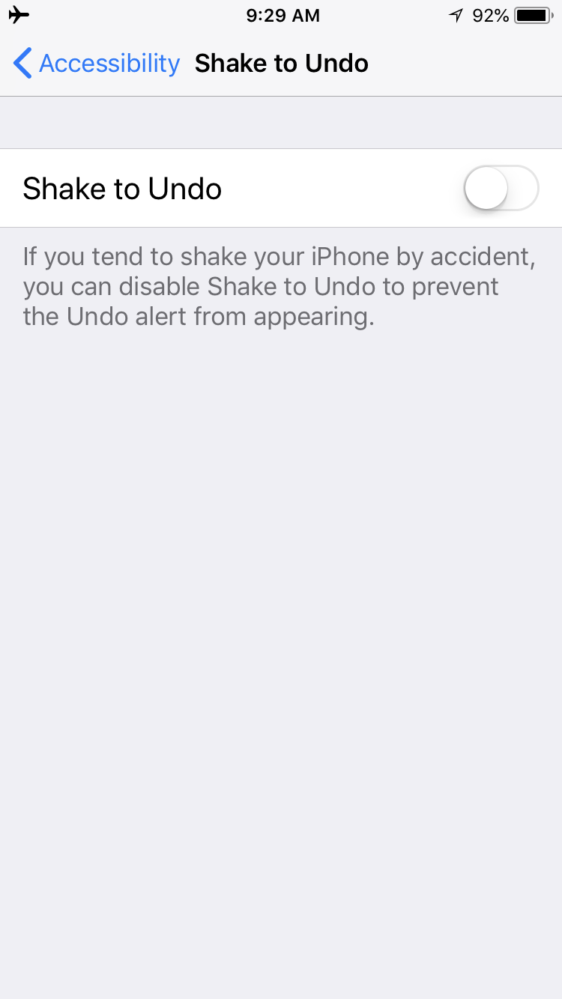 9:29 AM 92%
Accessibility Shake to Undo
Shake to Undo
If you tend to shake your iPhone by accident,
you can disable Shake to Undo to prevent
the Undo alert from appearing.